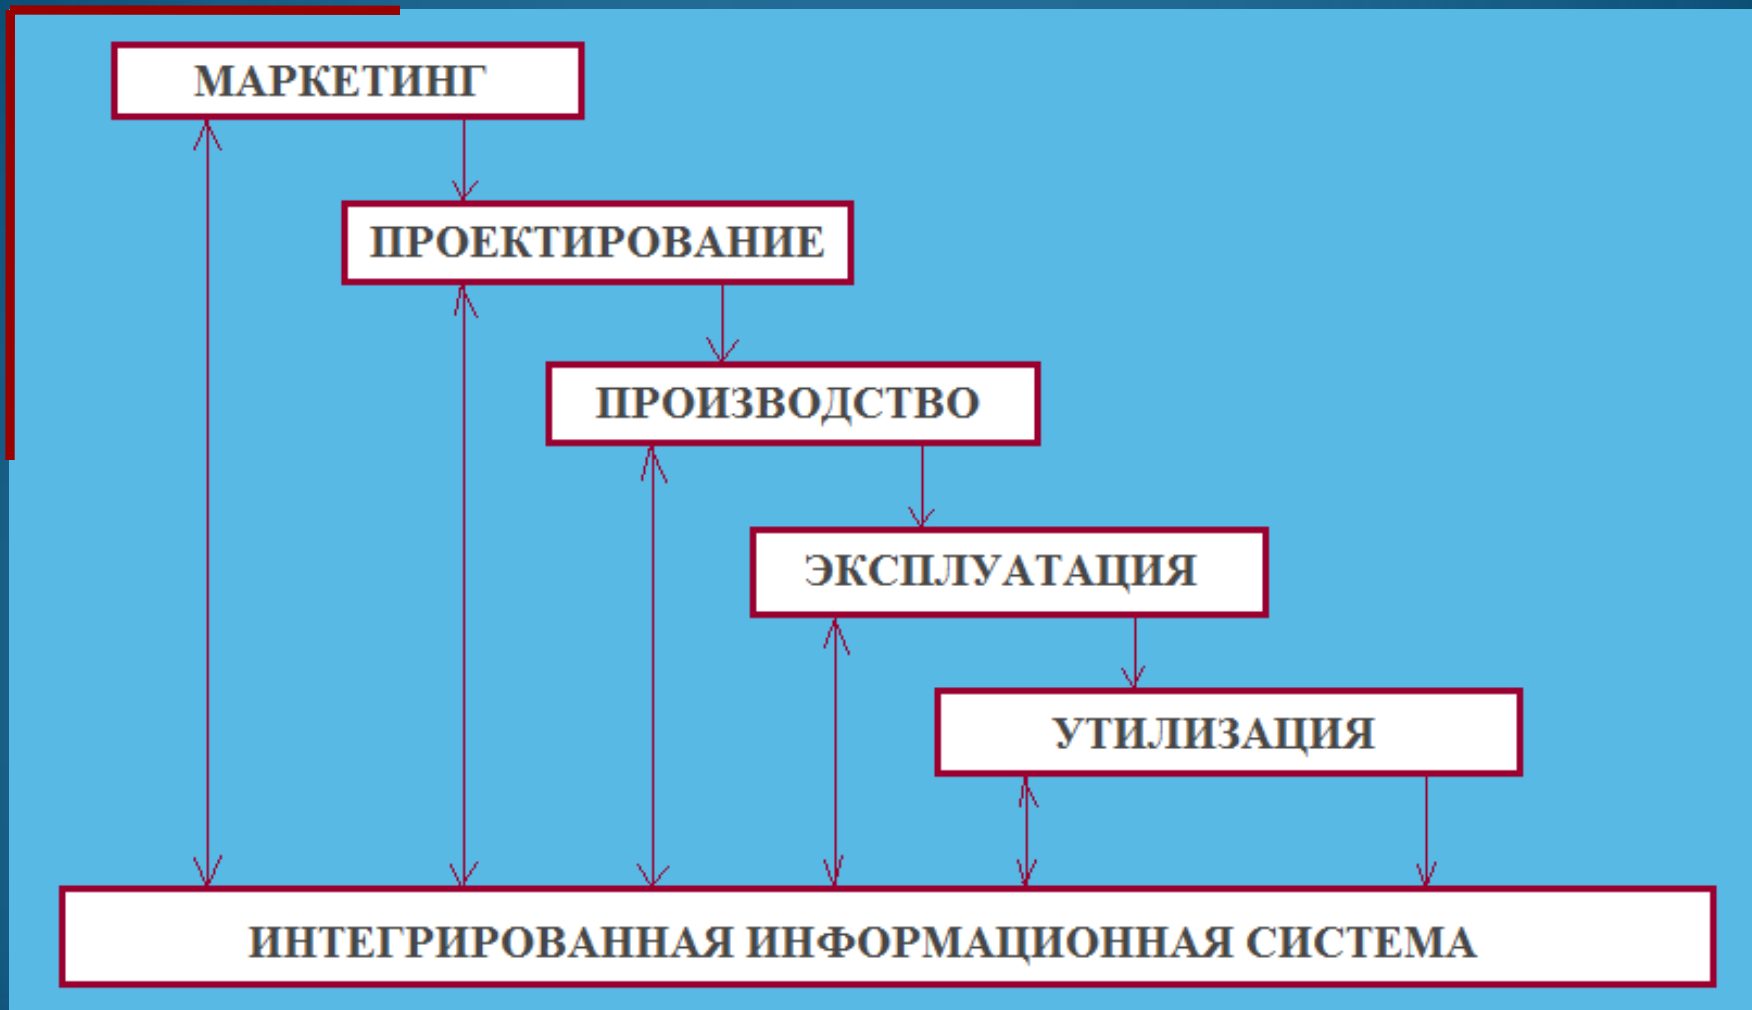 МАРКЕТИНГ
ПРОЕКТИРОВАНИЕ
ПРОИЗВОДСТВО
ЭКСПЛУАТАЦИЯ
УТИЛИЗАЦИЯ
ИНТЕГРИРОВАННАЯ ИНФОРМАЦИОННАЯ СИСТЕМА